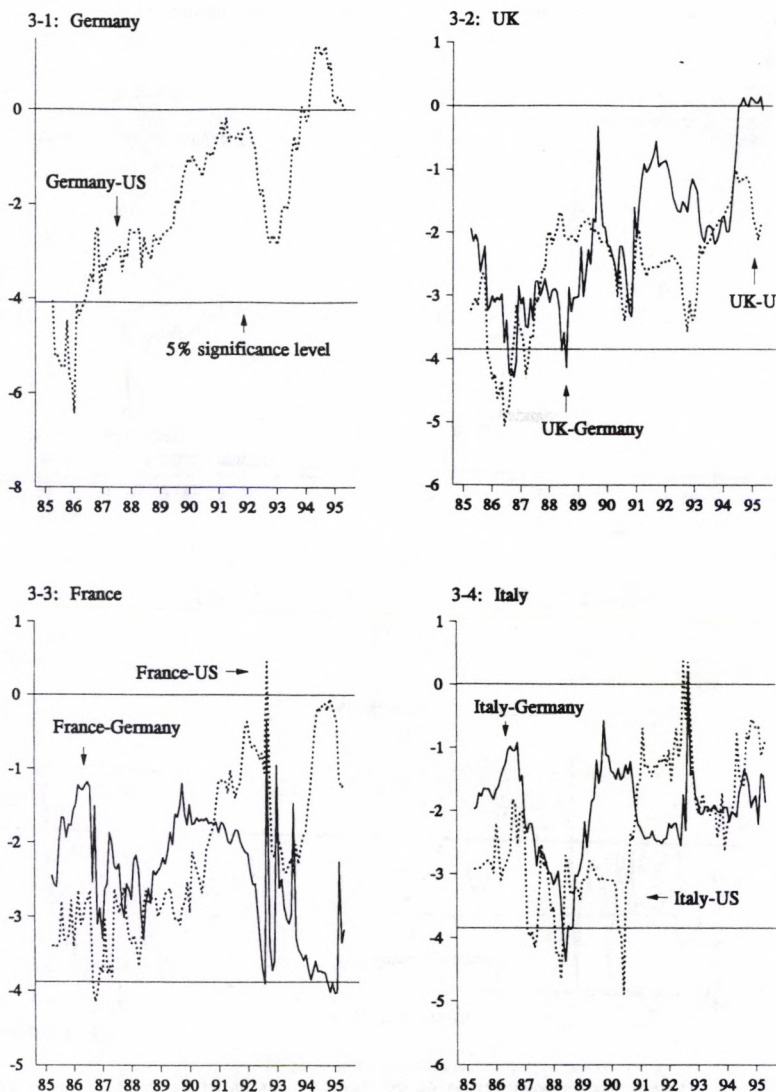 3-1: Germany
0
-2
-4
-6
-8
Germany-US
5% significance level
85 86 87 88 89 90 91 92 93 94 95
3-2: UK
1
0
-1
-2
-3
-4
-5
-6
UK-U
UK-Germany
85 86 87 88 89 90 91 92 93 94 95
3-3: France
1
0
-1
-2
-3
-4
-5
France-US
France-Germany
85 86 87 88 89 90 91 92 93 94 95
3-4: Italy
1
0
-1
-2
-3
-4
-5
-6
Italy-Germany
Italy-US
85 86 87 88 89 90 91 92 93 94 95